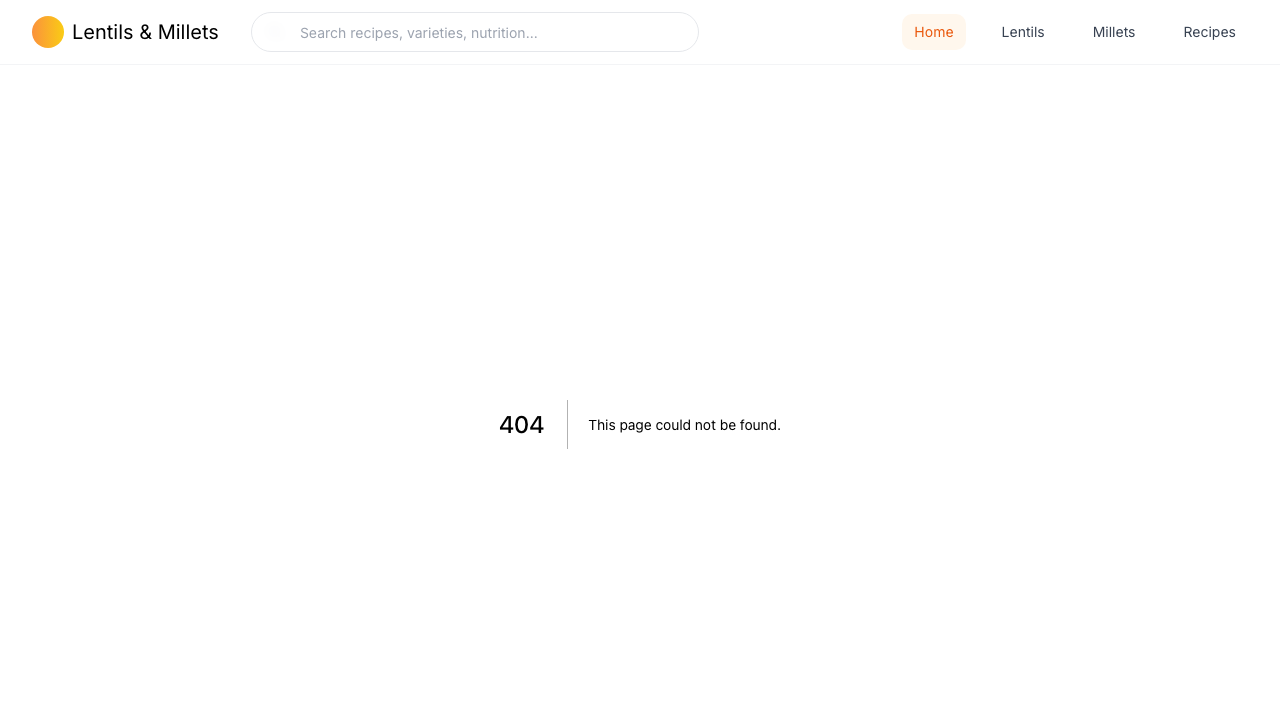 Lentils & Millets
Search recipes, varieties, nutrition...
Home
Lentils
Millets
Recipes
404
This page could not be found.